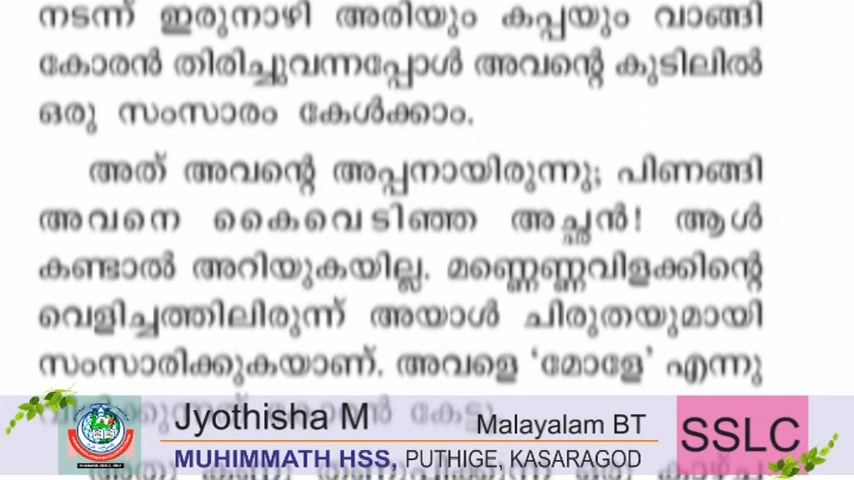 നടന്ന് ഇരുനാഴി അരിയും കപ്പയും വാങ്ങി
കോരൻ തിരിച്ചുവന്നപ്പോൾ അവന്റെ കുടിലിൽ
ഒരു സംസാരം കേൾക്കാം.
അത് അവന്റെ അപ്പനായിരുന്നു; പിണങ്ങി
അവനെ കൈവെടിഞ്ഞ അച്ഛൻ! ആൾ
കണ്ടാൽ അറിയുകയില്ല. മണ്ണെണ്ണവിളക്കിന്റെ
വെളിച്ചത്തിലിരുന്ന് അയാൾ ചിരുതയുമായി
സംസാരിക്കുകയാണ്. അവളെ ‘മോളേ’ എന്നു
കേട്ടു.
Jyothisha M
Malayalam BT
MUHIMMATH HSS, PUTHIGE, KASARAGOD
SSLC